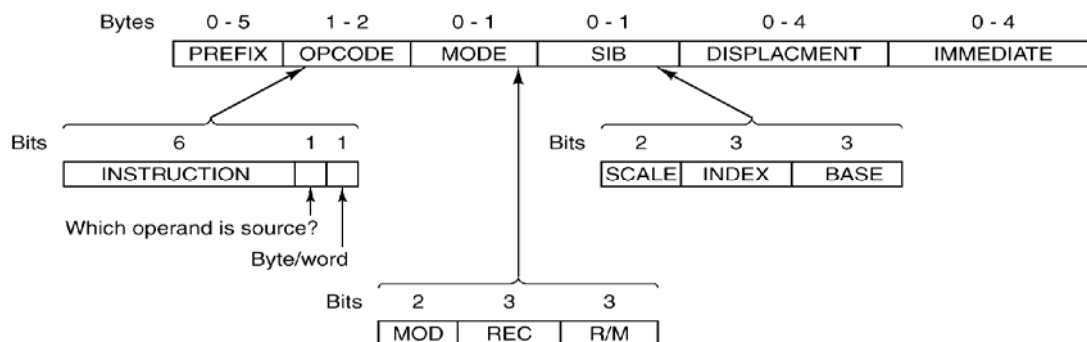 Bytes 0 - 5 1 - 2 0 - 1 0 - 1 0 - 4 0 - 4
PREFIX OPCODE MODE SIB DISPLACMENT IMMEDIATE
Bits 6 1 1 Bits 2 3 3
INSTRUCTION SCALE INDEX BASE
Which operand is source?
Byte/word
Bits 2 3 3
MOD REC R/M